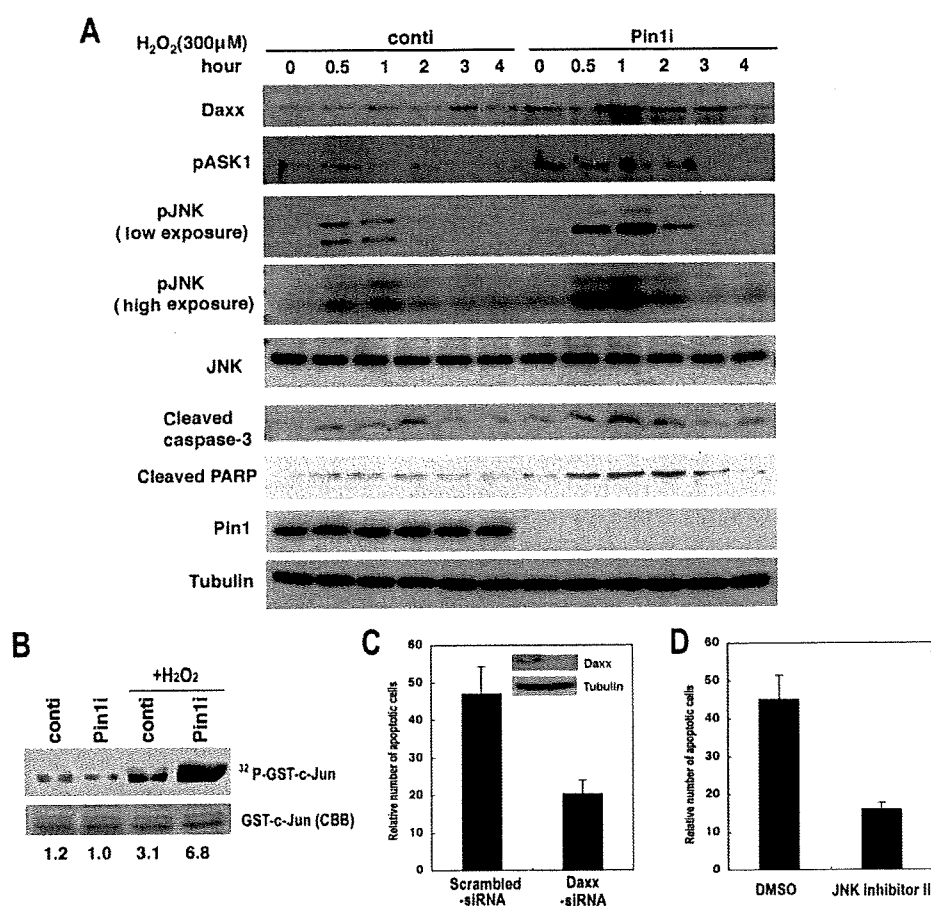 A
H₂O₂(300µM)
conti
Pin1i
hour
0 0.5 1 2 3 4 0 0.5 1 2 3 4
Daxx
pASK1
pJNK
(low exposure)
pJNK
(high exposure)
JNK
Cleaved
caspase-3
Cleaved PARP
Pin1
Tubulin
B
+H₂O₂
conti
Pin1i
conti
Pin1i
³² P-GST-c-Jun
GST-c-Jun (CBB)
1.2 1.0 3.1 6.8
C
Relative number of apoptotic cells
60
50
40
30
20
10
0
Daxx
Tubulin
Scrambled
-siRNA
Daxx
-siRNA
D
Relative number of apoptotic cells
60
50
40
30
20
10
0
DMSO
JNK inhibitor II